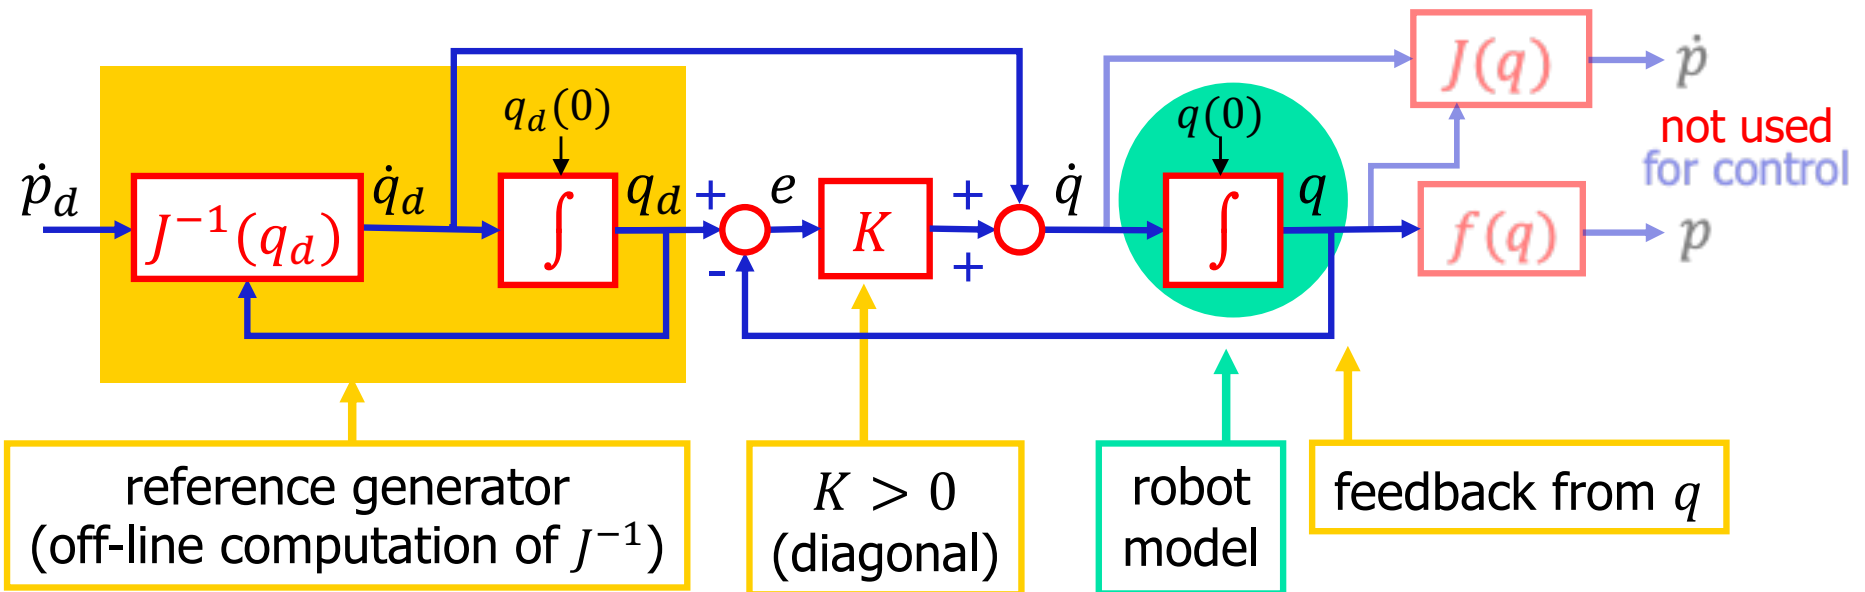 q_d(0)
q(0)
J(q)
ṗ
not used
for control
ṗ_d
J⁻¹(q_d)
q̇_d
∫
q_d
+
-
e
K
+
+
q̇
∫
q
f(q)
p
reference generator
(off-line computation of J⁻¹)
K > 0
(diagonal)
robot
model
feedback from q